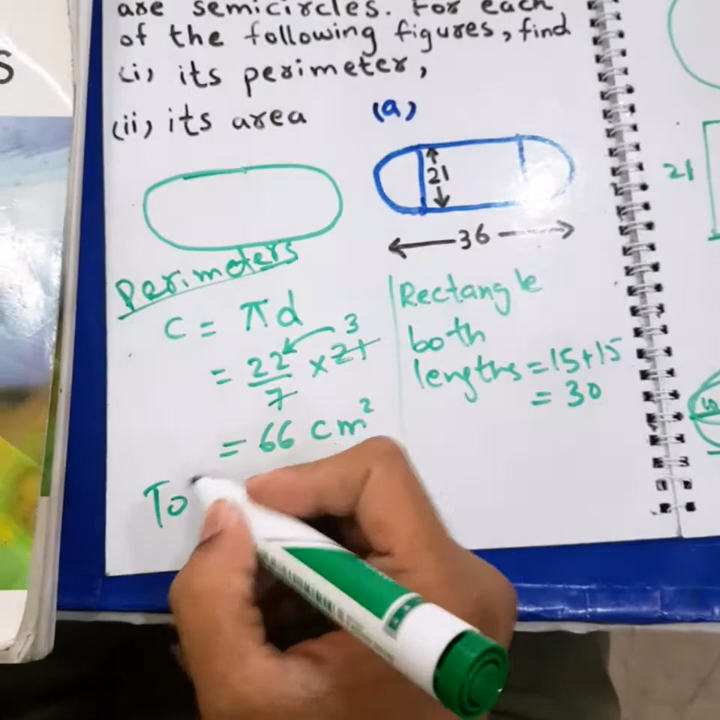 are semicircles. For each
of the following figures, find
(i) its perimeter,
(ii) its area
(a)
21
36
Perimeters
C = πd
= 22/7 × 21 3
= 66 cm²
To
Rectangle
both
lengths = 15+15
= 30
21
S